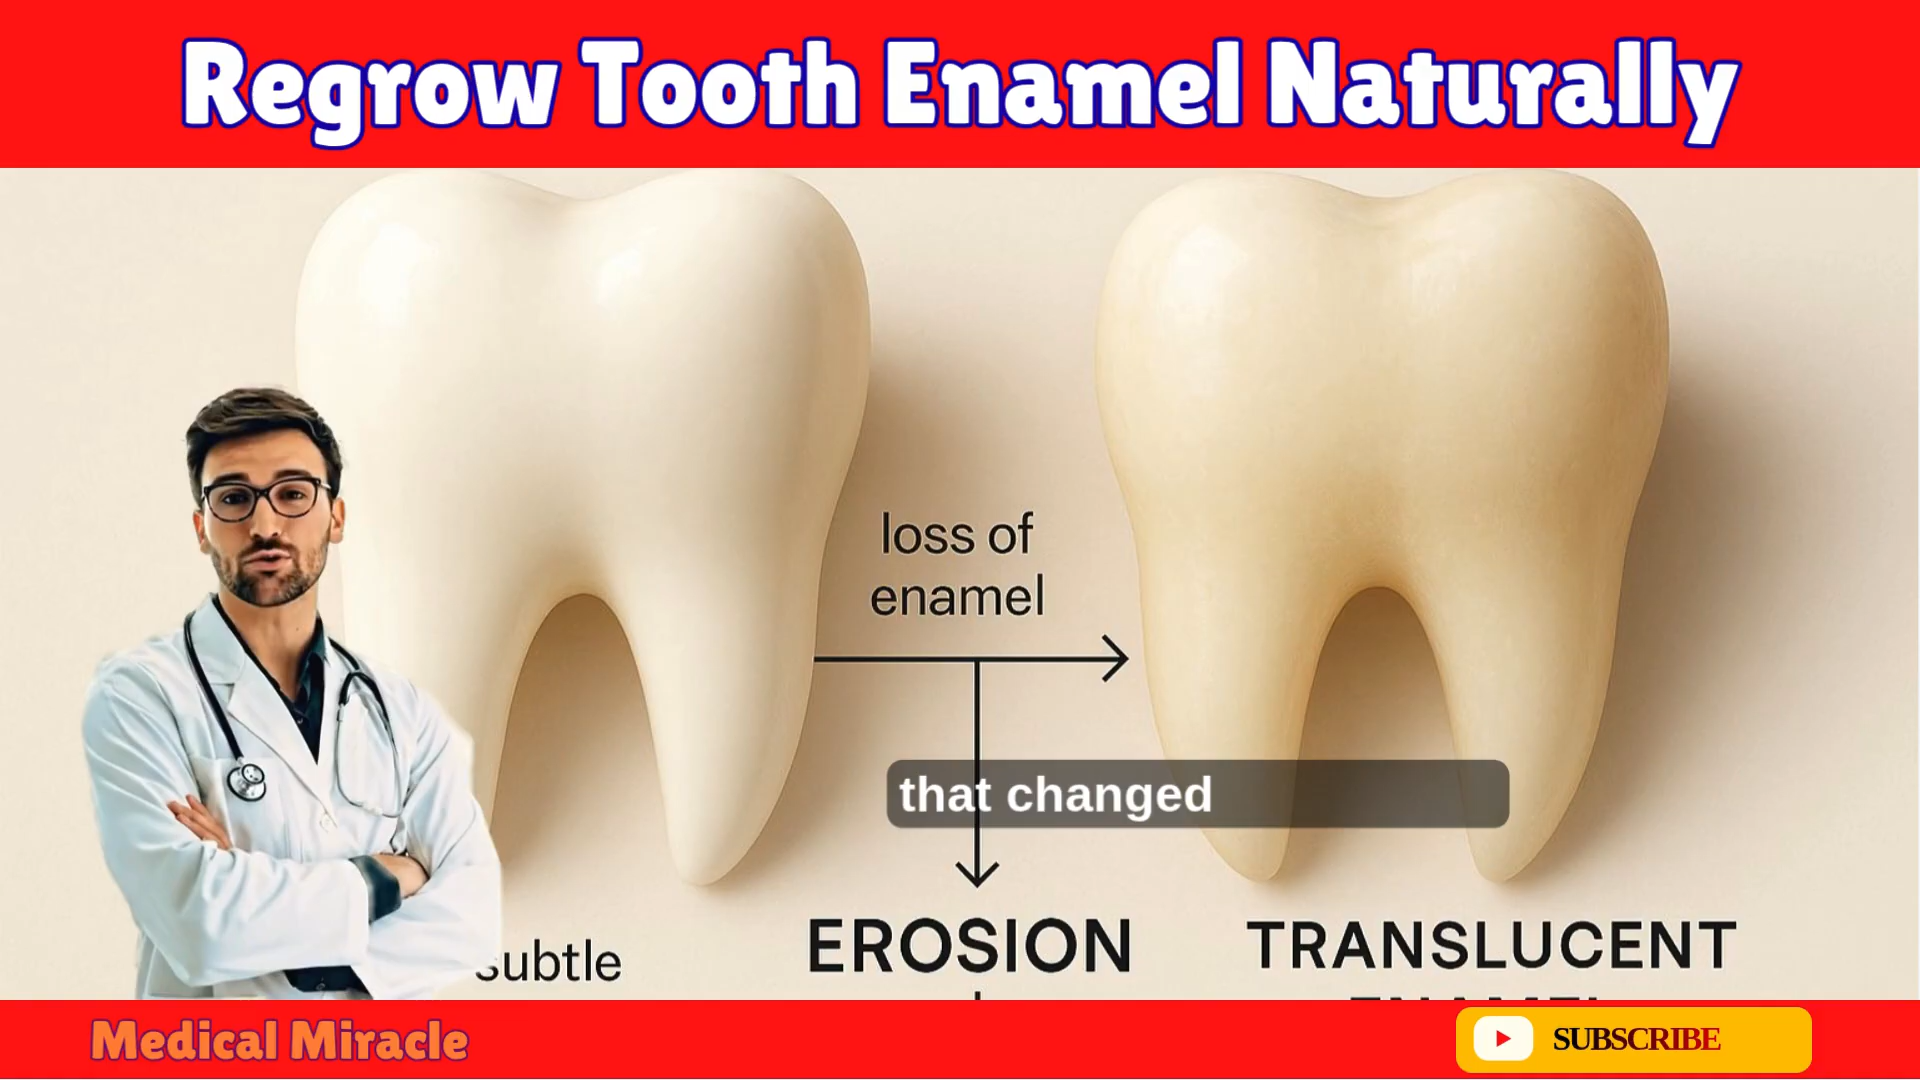 Regrow Tooth Enamel Naturally
loss of
enamel
that changed
subtle
EROSION
TRANSLUCENT
Medical Miracle
SUBSCRIBE